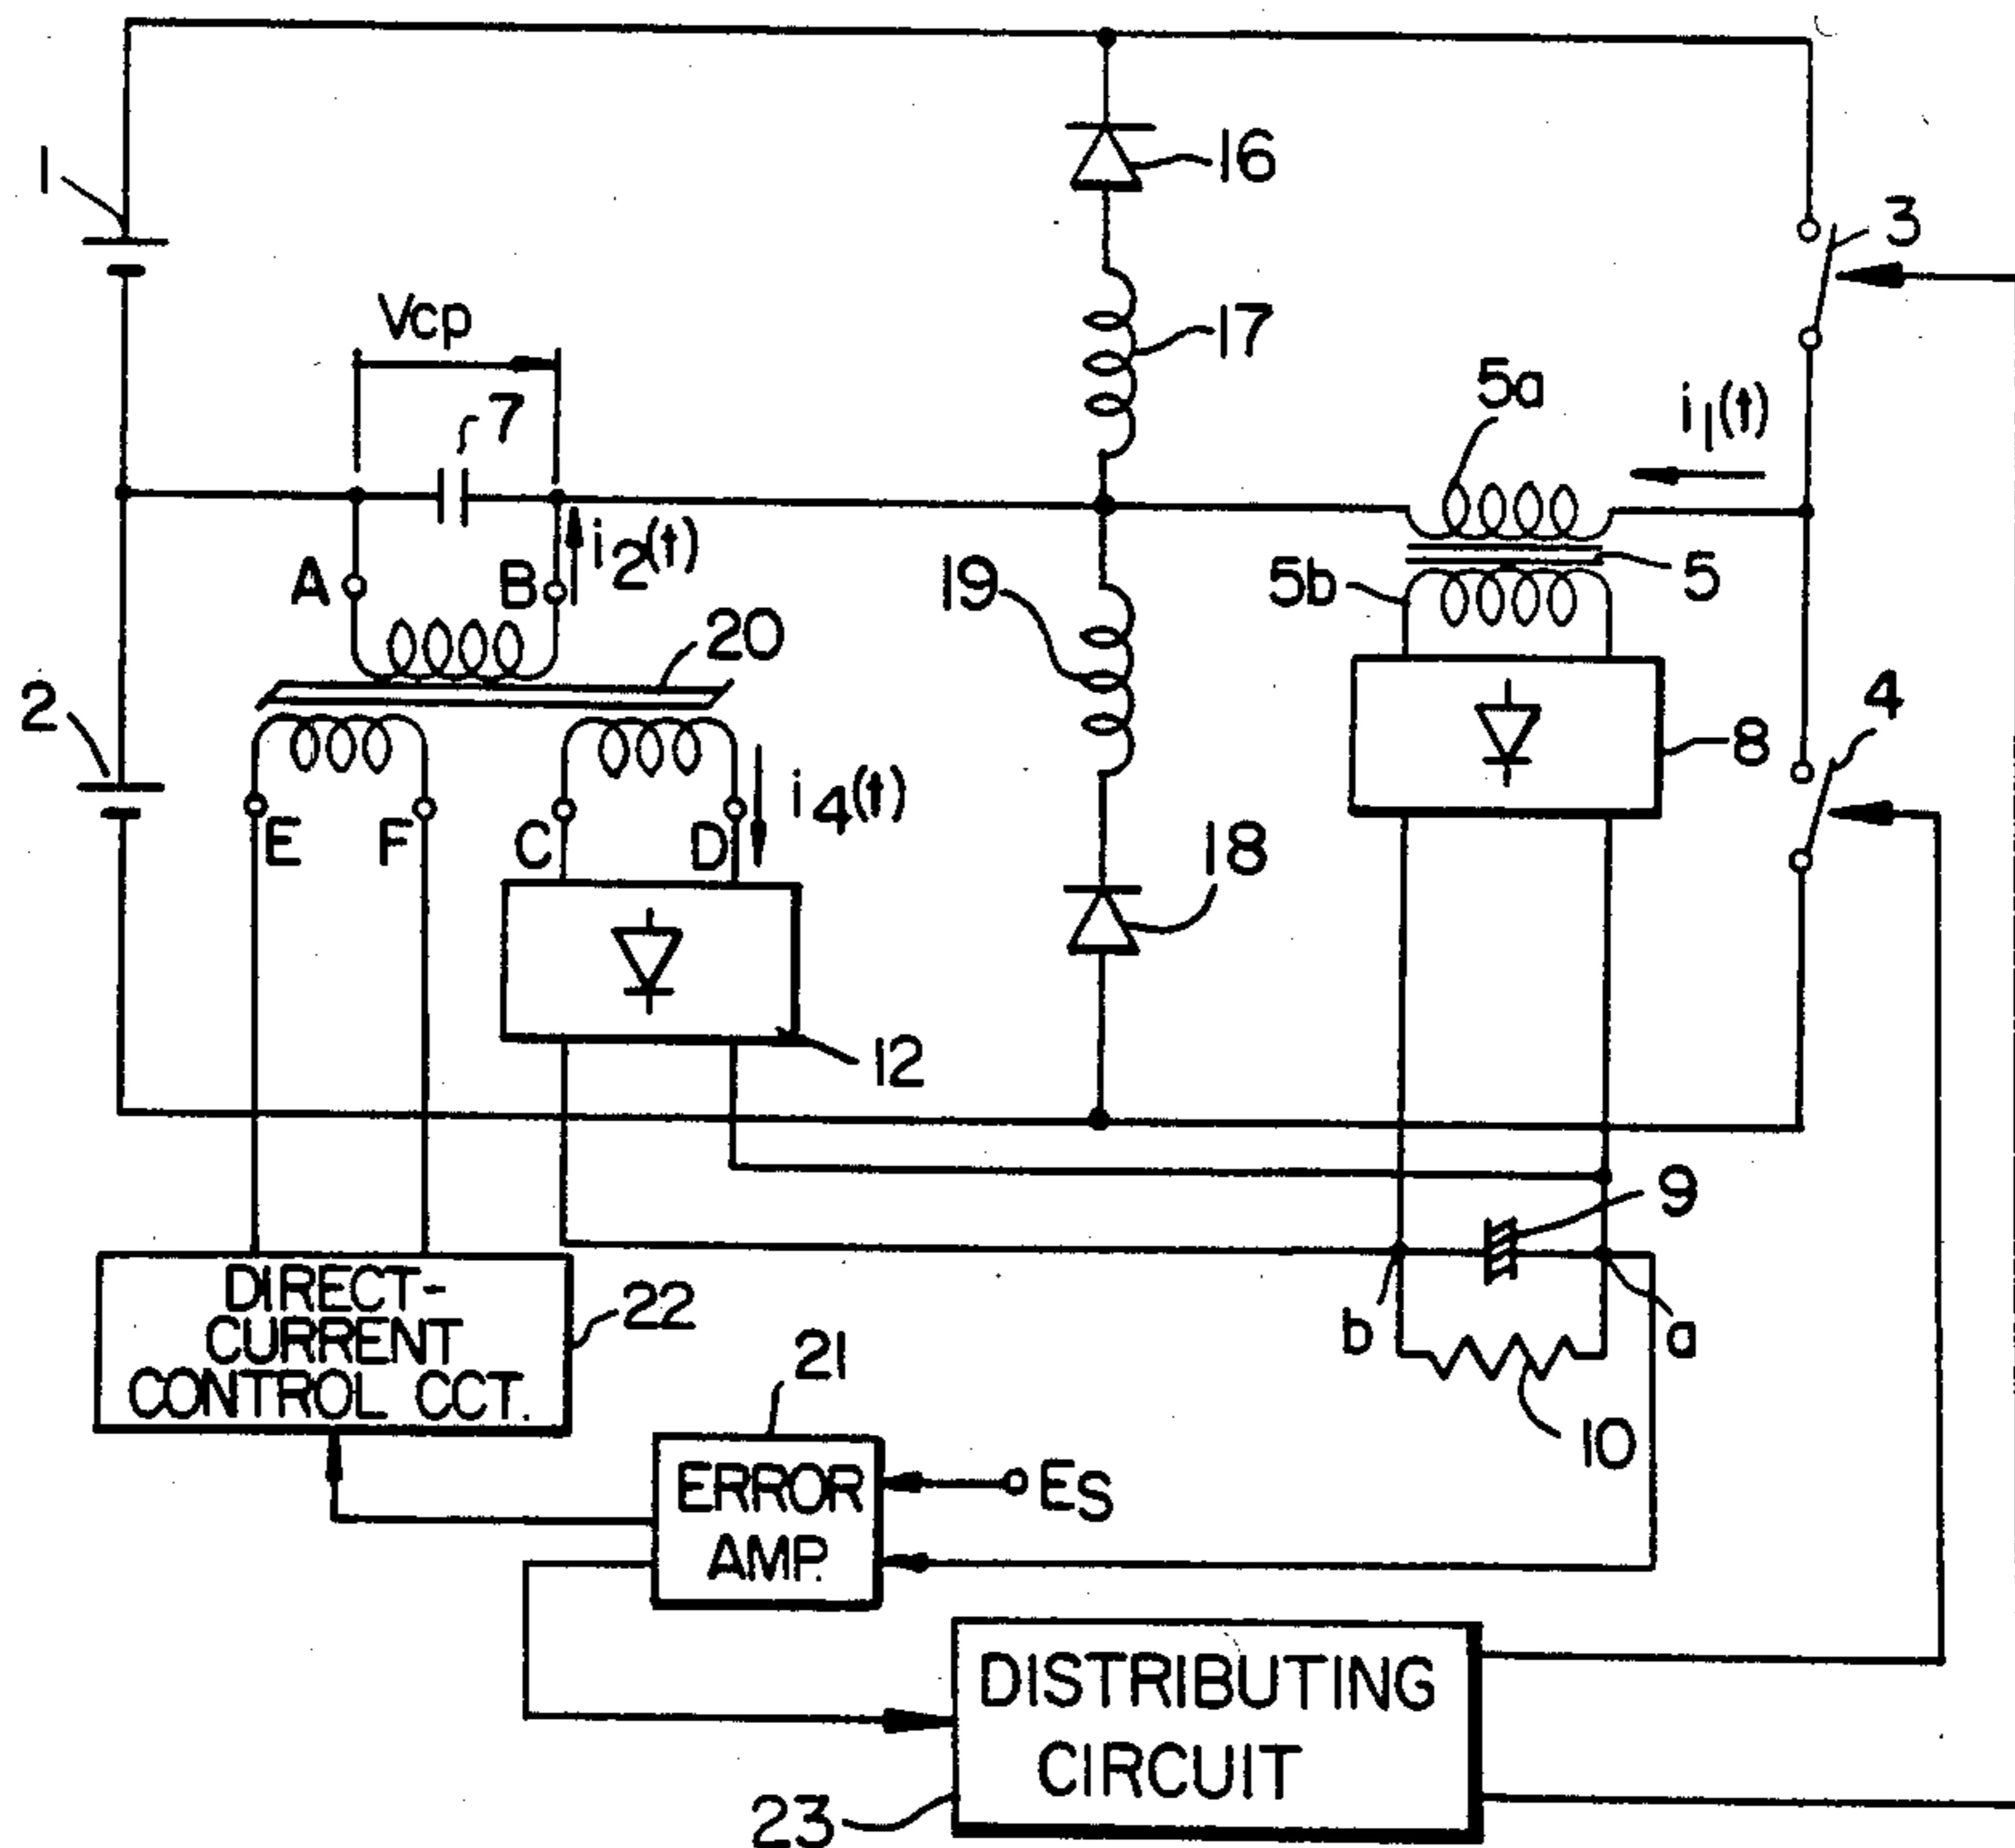 1
16
3
Vcp
17
5a
i1(t)
7
A
B
i2(t)
19
5b
5
20
2
8
4
E
F
C
D
i4(t)
18
12
9
DIRECT-
CURRENT
CONTROL CCT.
22
b
a
21
10
ERROR
AMP.
ES
DISTRIBUTING
CIRCUIT
23